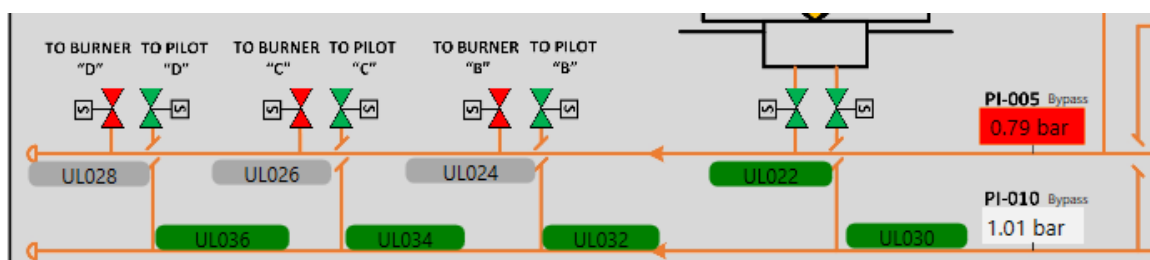 TO BURNER TO PILOT TO BURNER TO PILOT TO BURNER TO PILOT
"D" "D" "C" "C" "B" "B"
S S S S S S S S
PI-005 Bypass
0.79 bar
UL028 UL026 UL024 UL022
PI-010 Bypass
1.01 bar
UL036 UL034 UL032 UL030